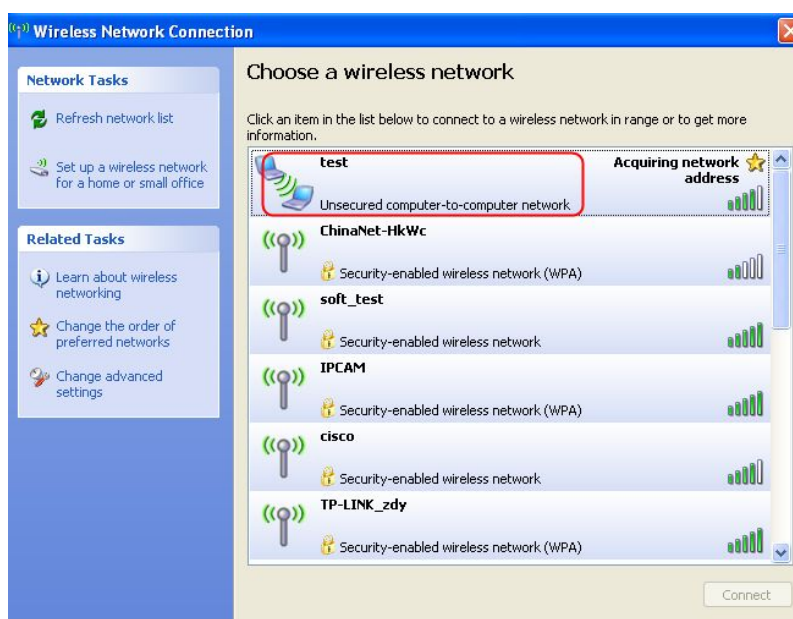 Wireless Network Connection
Network Tasks
Refresh network list
Set up a wireless network
for a home or small office
Related Tasks
Learn about wireless
networking
Change the order of
preferred networks
Change advanced
settings
Choose a wireless network
Click an item in the list below to connect to a wireless network in range or to get more
information.
test
Acquiring network
address
Unsecured computer-to-computer network
ChinaNet-HkWc
Security-enabled wireless network (WPA)
soft_test
Security-enabled wireless network
IPCAM
Security-enabled wireless network (WPA)
cisco
Security-enabled wireless network
TP-LINK_zdy
Security-enabled wireless network (WPA)
Connect